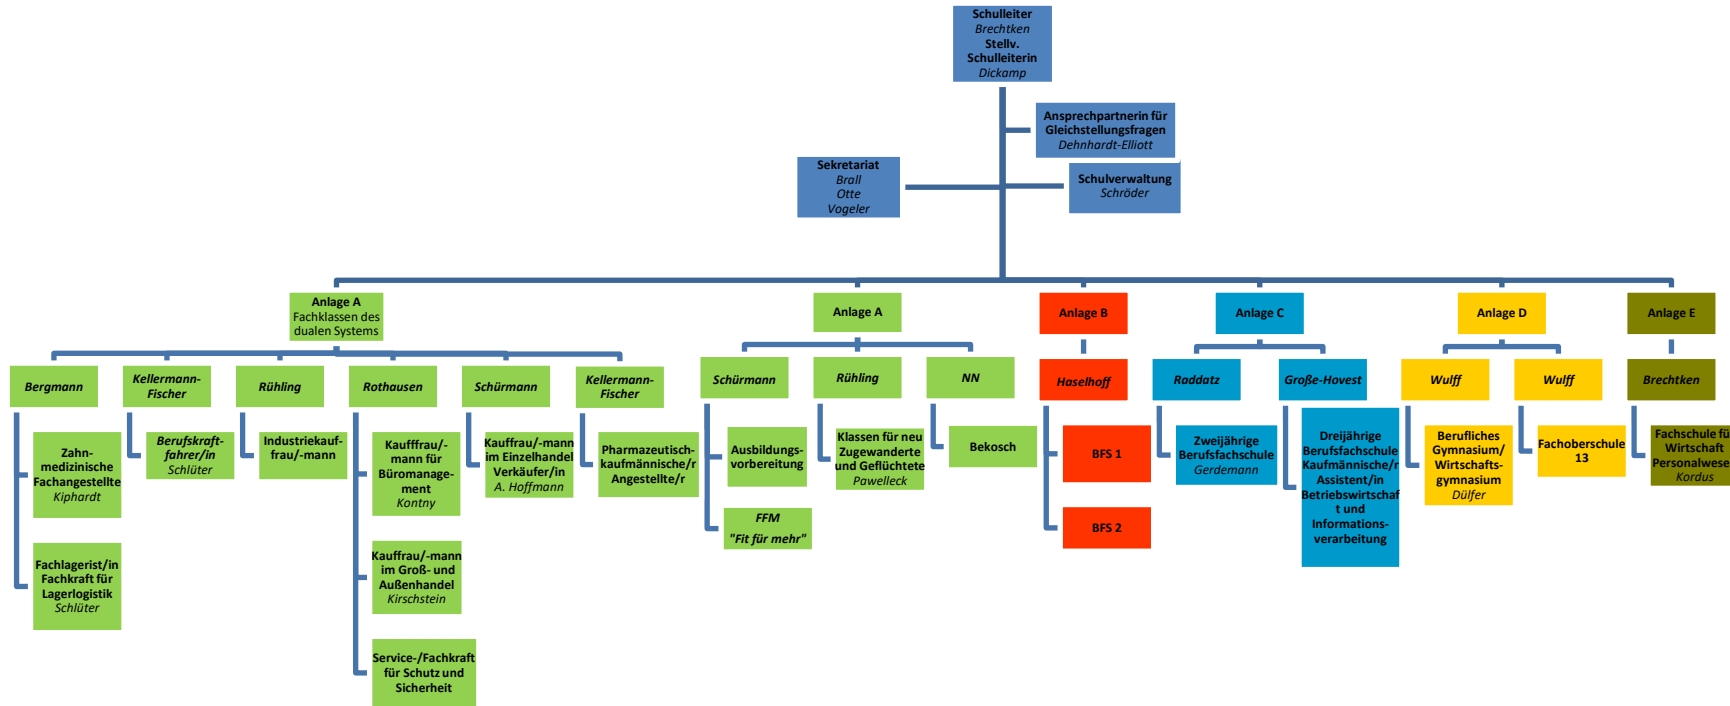 Schulleiter
Brechtken
Stellv.
Schulleiterin
Dickamp
Ansprechpartnerin für
Gleichstellungsfragen
Dehnhardt-Elliott
Sekretariat
Brall
Otte
Vogeler
Schulverwaltung
Schröder
Anlage A
Fachklassen des
dualen Systems
Anlage A
Anlage B
Anlage C
Anlage D
Anlage E
Bergmann
Kellermann-
Fischer
Rühling
Rothausen
Schürmann
Kellermann-
Fischer
Schürmann
Rühling
NN
Haselhoff
Raddatz
Große-Hovest
Wulff
Wulff
Brechtken
Zahn-
medizinische
Fachangestellte
Kiphardt
Fachlagerist/in
Fachkraft für
Lagerlogistik
Schlüter
Berufskraft-
fahrer/in
Schlüter
Industriekauf-
frau/-mann
Kaufffrau/-
mann für
Büromanage-
ment
Kontny
Kauffrau/-mann
im Groß- und
Außenhandel
Kirschstein
Service-/Fachkraft
für Schutz und
Sicherheit
Kauffrau/-mann
im Einzelhandel
Verkäufer/in
A. Hoffmann
Pharmazeutisch-
kaufmännische/r
Angestellte/r
Ausbildungs-
vorbereitung
FFM
"Fit für mehr"
Klassen für neu
Zugewanderte
und Geflüchtete
Pawelleck
Bekosch
BFS 1
BFS 2
Zweijährige
Berufsfachschule
Gerdemann
Dreijährige
Berufsfachschule
Kaufmännische/r
Assistent/in
Betriebswirtschaf
t und
Informations-
verarbeitung
Berufliches
Gymnasium/
Wirtschafts-
gymnasium
Dülfer
Fachoberschule
13
Fachschule für
Wirtschaft
Personalwesen
Kordus